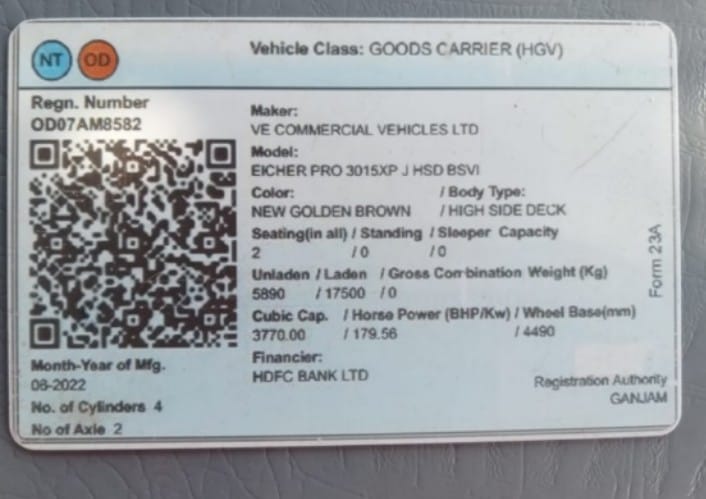 NT OD
Vehicle Class: GOODS CARRIER (HGV)
Regn. Number
OD07AM8582
Maker:
VE COMMERCIAL VEHICLES LTD
Model:
EICHER PRO 3015XP J HSD BSVI
Color: / Body Type:
NEW GOLDEN BROWN / HIGH SIDE DECK
Seating(in all) / Standing / Sleeper Capacity
2 / 0 / 0
Unladen / Laden / Gross Combination Weight (Kg)
5890 / 17500 / 0
Cubic Cap. / Horse Power (BHP/Kw) / Wheel Base(mm)
3770.00 / 179.56 / 4490
Financier:
HDFC BANK LTD
Month-Year of Mfg.
08-2022
No. of Cylinders 4
No of Axle 2
Form 23A
Registration Authority
GANJAM